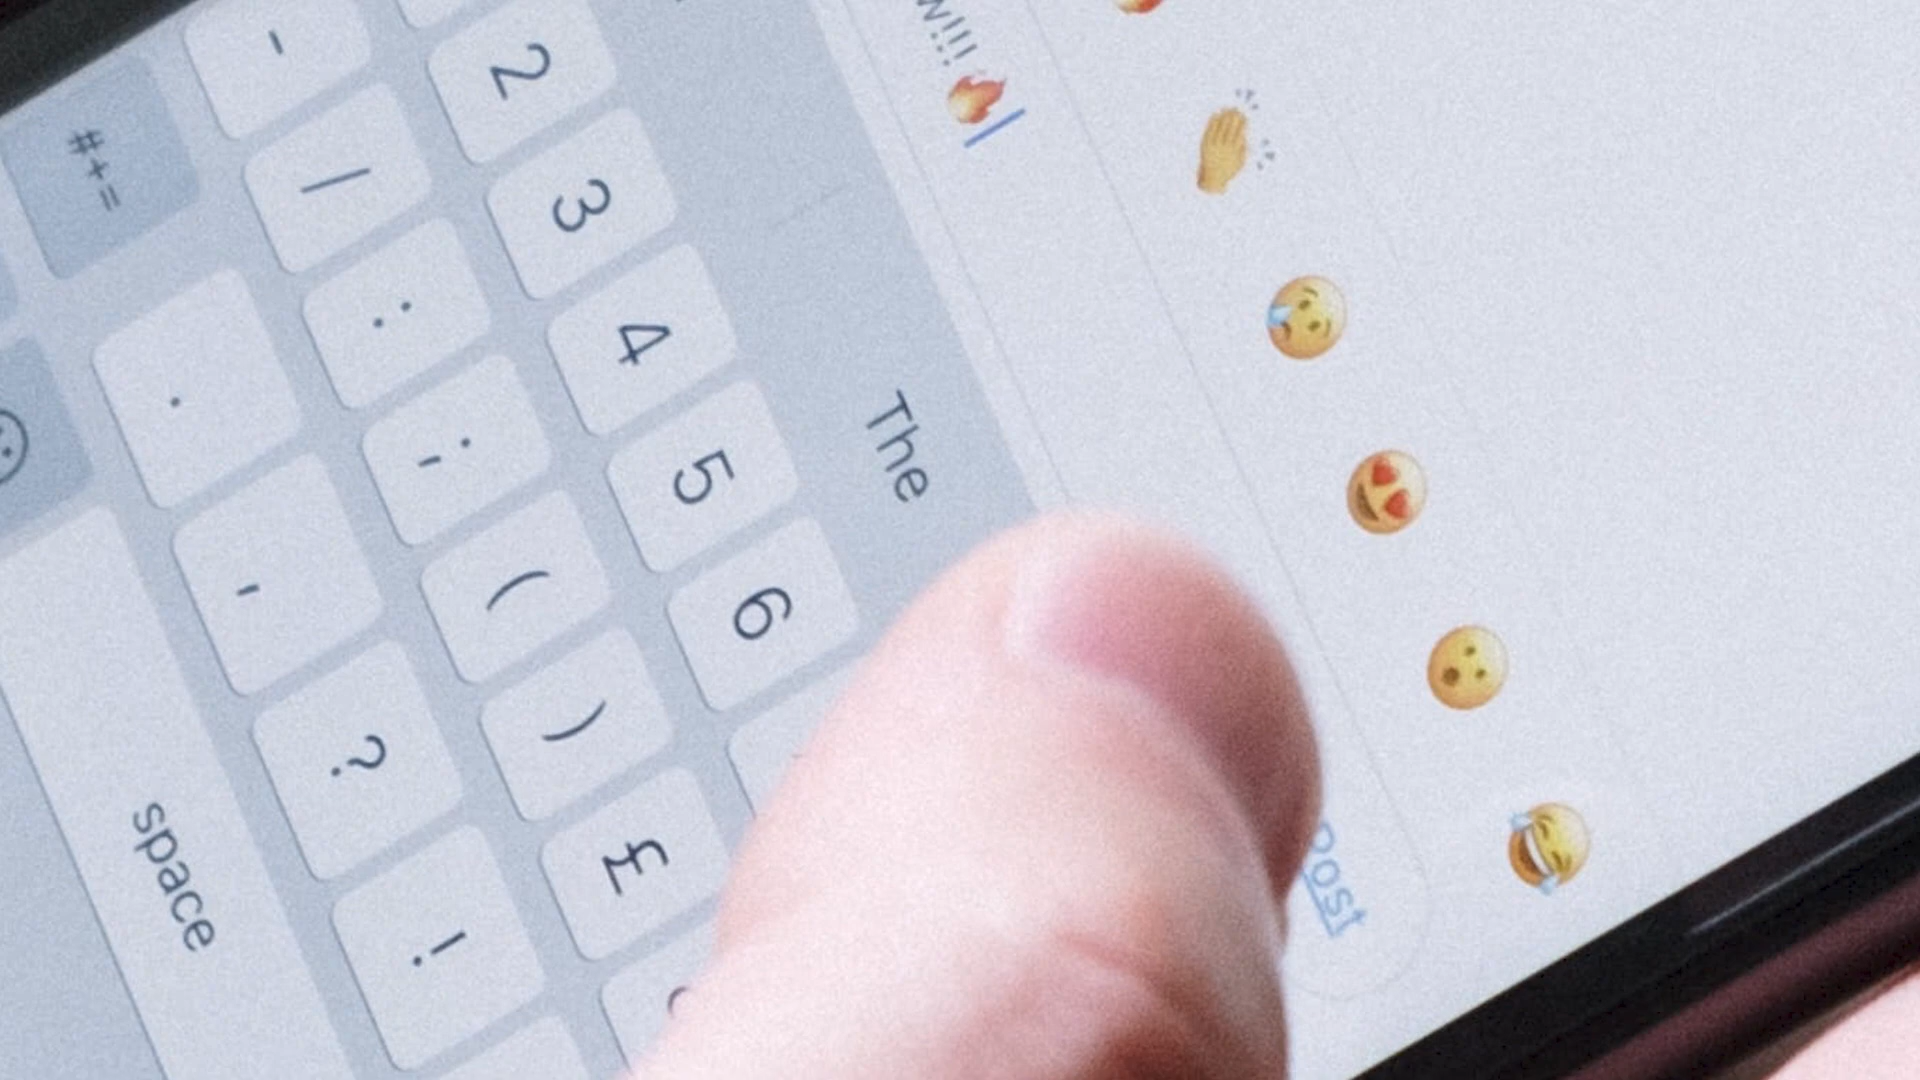 w!!! 🔥
Post
The
2 3 4 5 6
- / : ; ( ) £
#+= . , ? !
space